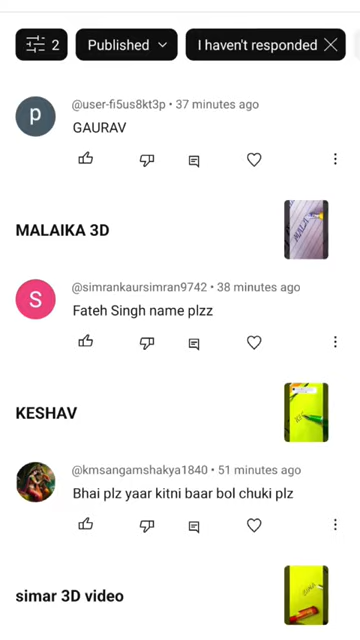 2
Published
I haven't responded
p
@user-fi5us8kt3p • 37 minutes ago
GAURAV
MALAIKA 3D
MALA
S
@simrankaursimran9742 • 38 minutes ago
Fateh Singh name plzz
KESHAV
@kmsangamshakya1840 • 51 minutes ago
Bhai plz yaar kitni baar bol chuki plz
simar 3D video